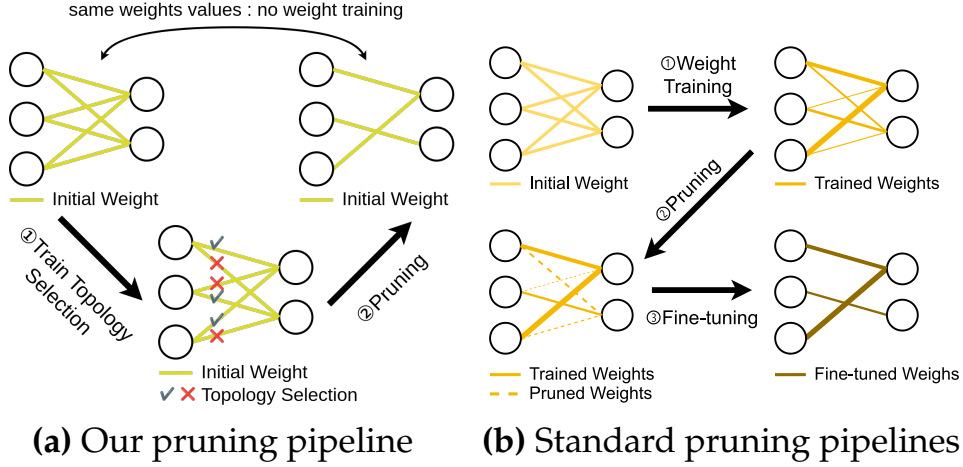 same weights values : no weight training
Initial Weight
Initial Weight
①Train Topology
Selection
②Pruning
Initial Weight
Topology Selection
(a) Our pruning pipeline
①Weight
Training
Initial Weight
Trained Weights
②Pruning
③Fine-tuning
Trained Weights
Pruned Weights
Fine-tuned Weighs
(b) Standard pruning pipelines